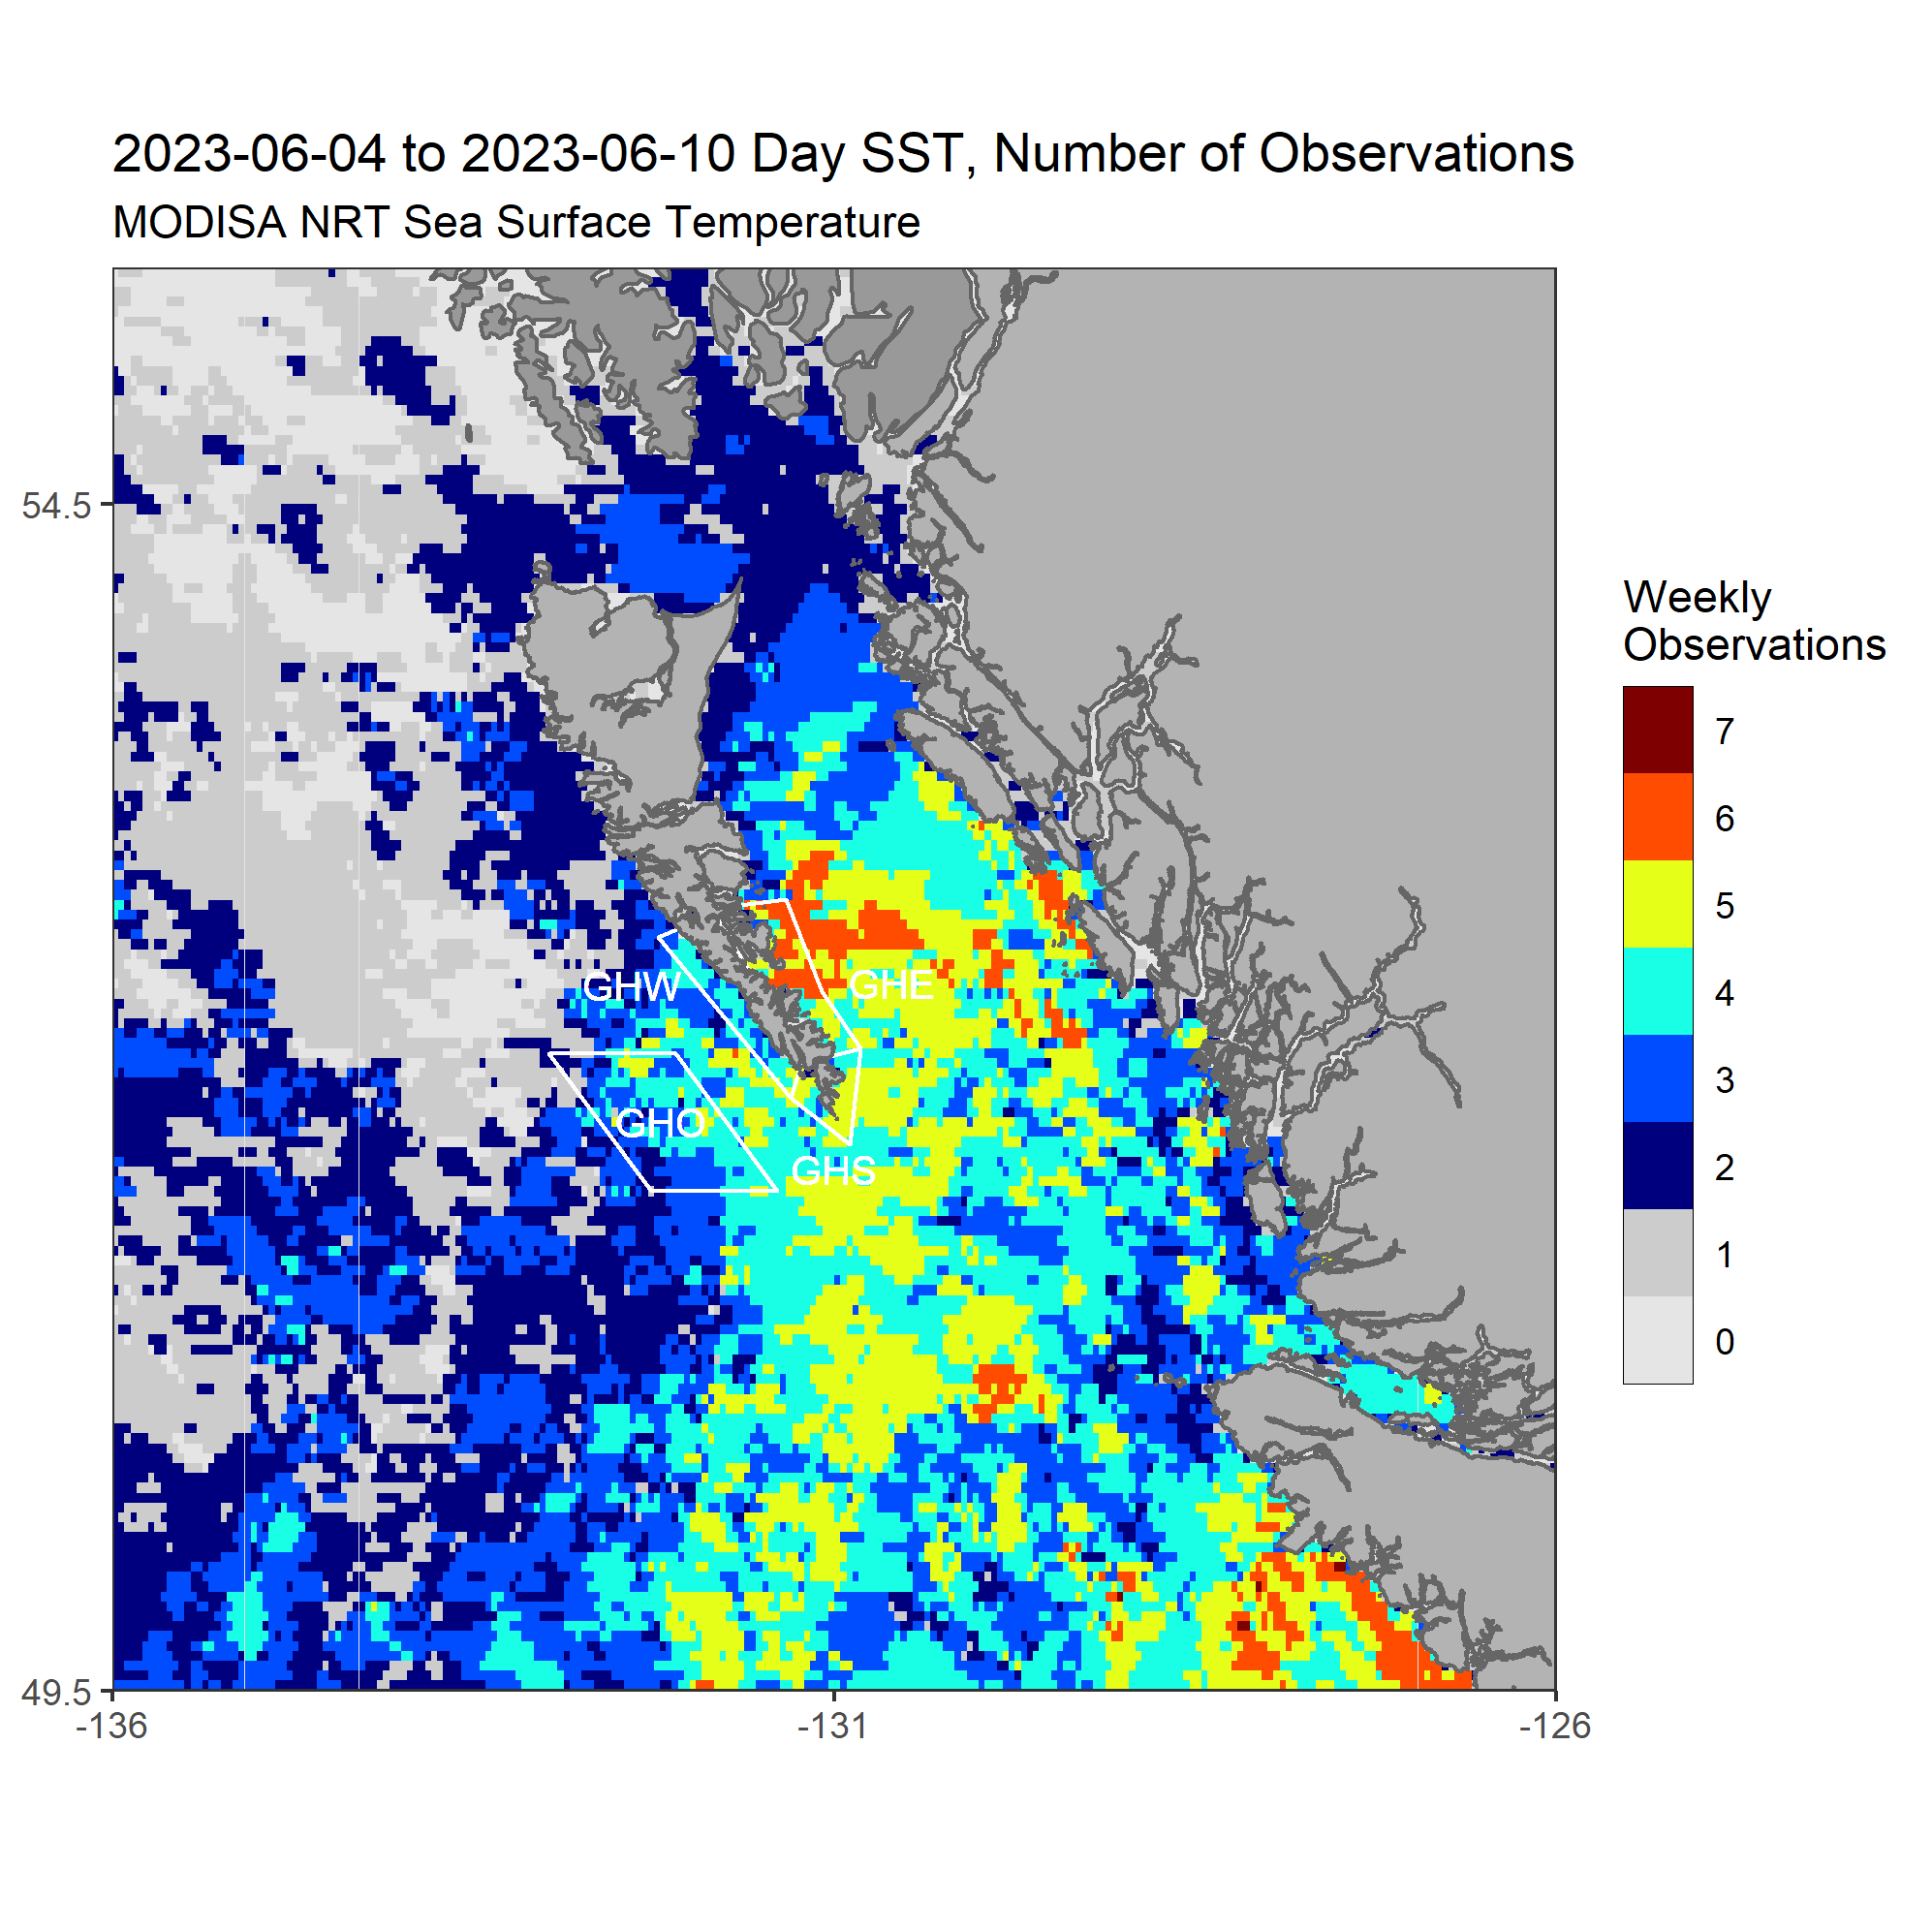 2023-06-04 to 2023-06-10 Day SST, Number of Observations
MODISA NRT Sea Surface Temperature
54.5
49.5
-136
-131
-126
GHW
GHE
GHO
GHS
Weekly
Observations
7
6
5
4
3
2
1
0